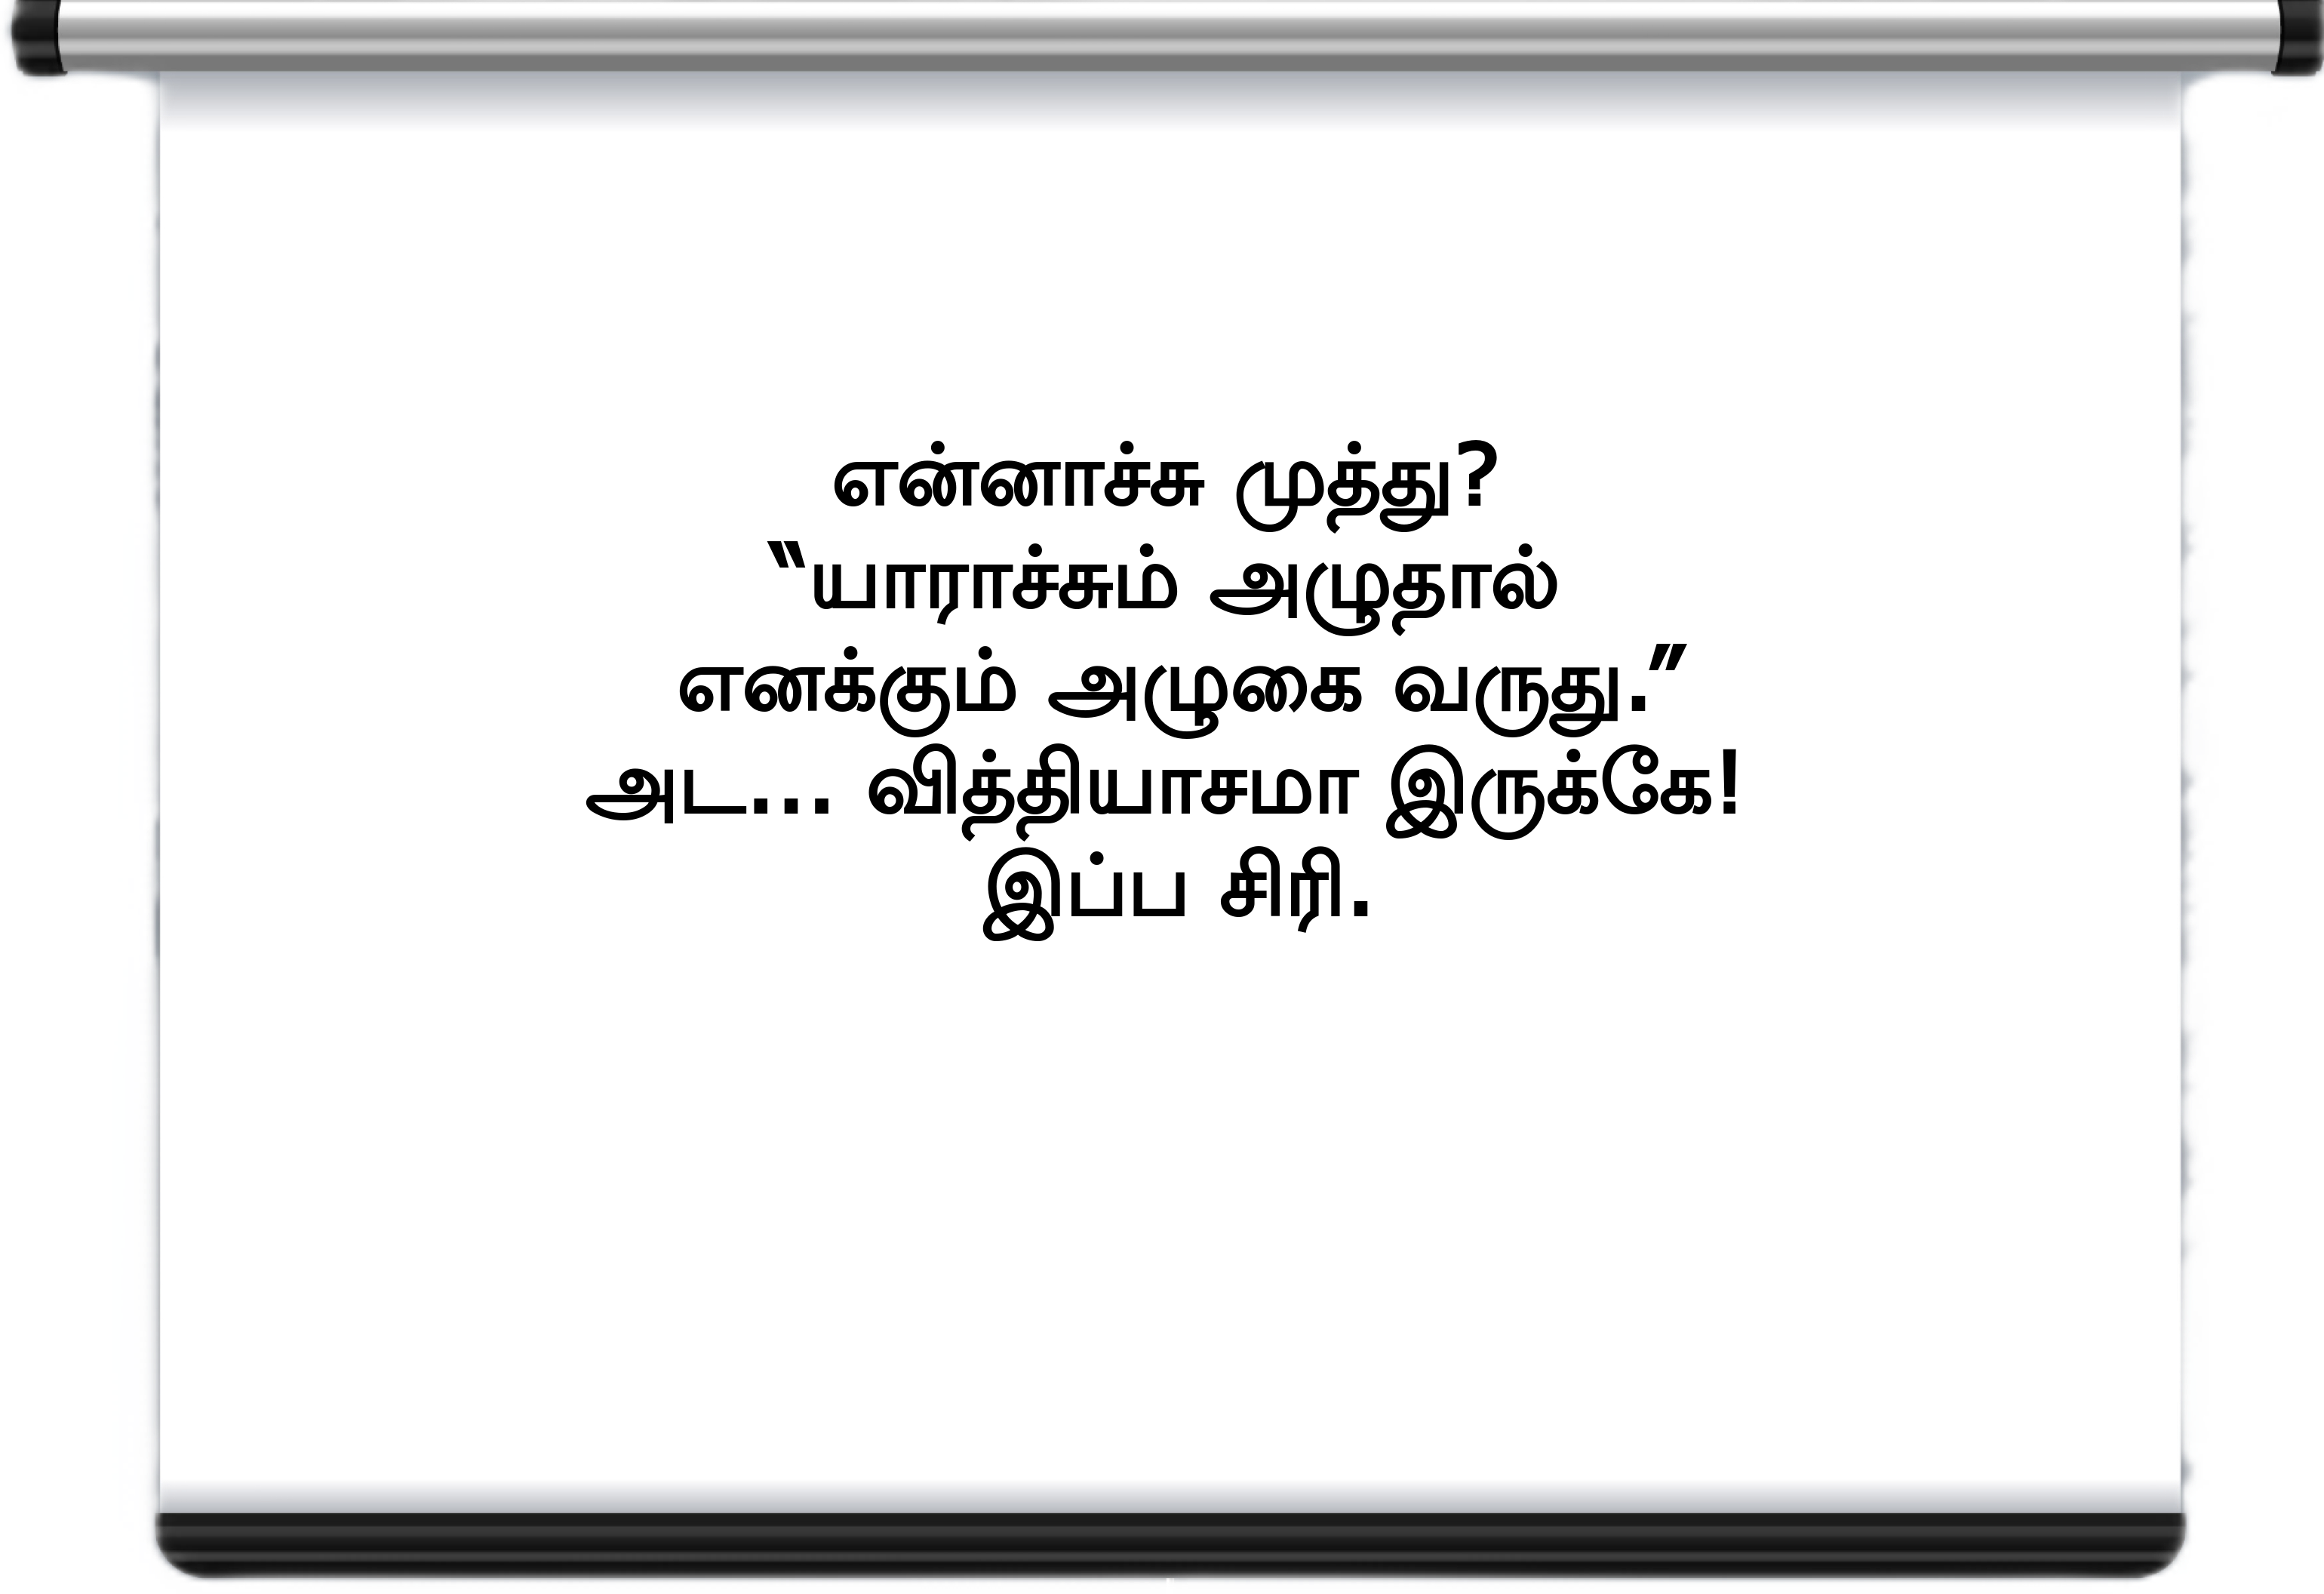 என்னாச்சு முத்து?
“யாராச்சும் அழுதால்
எனக்கும் அழுகை வருது.”
அட... வித்தியாசமா இருக்கே!
இப்ப சிரி.